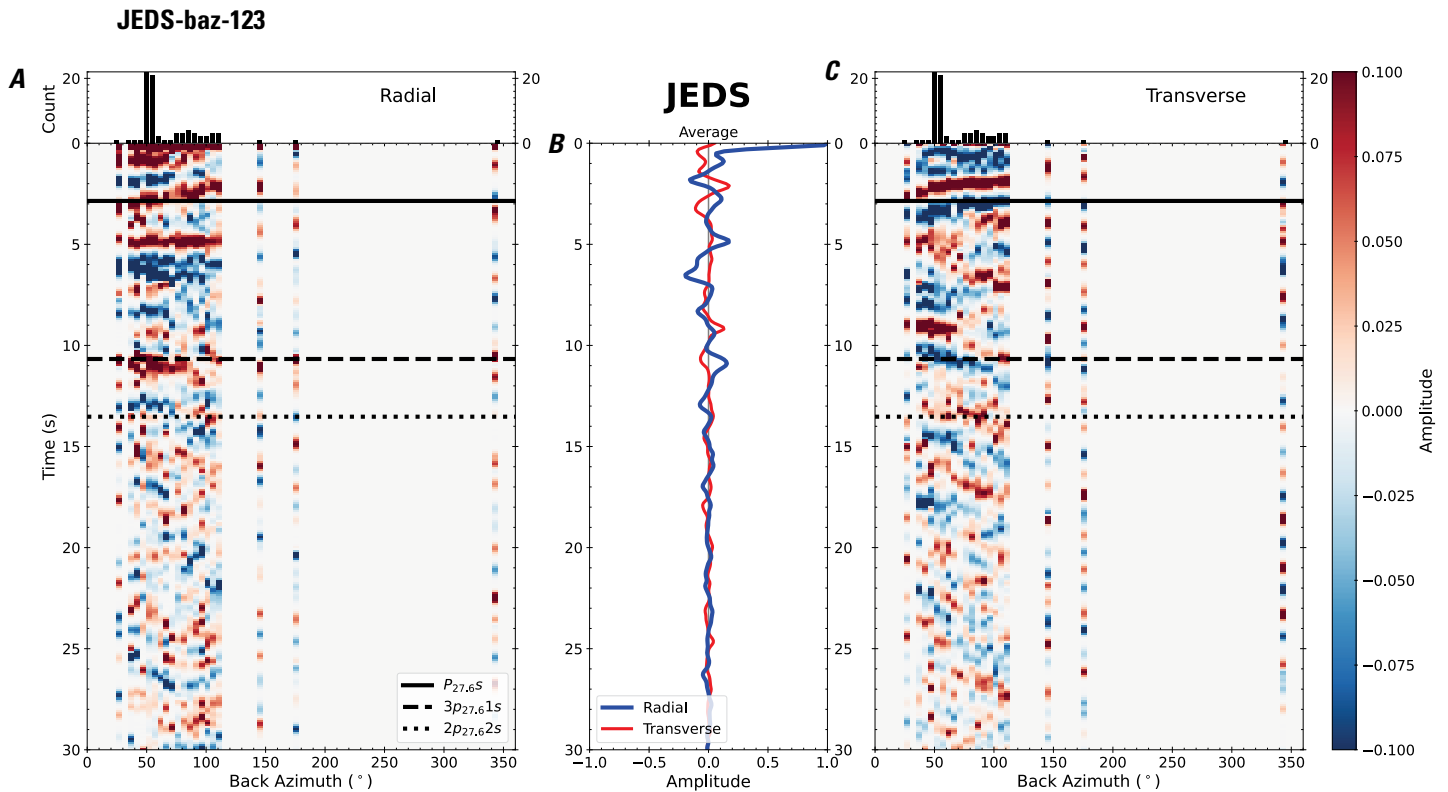 JEDS-baz-123
A
20
Count
0
Radial
20
0
JEDS
Average
B
C
20
0
Transverse
20
0
0
5
10
15
20
25
30
Time (s)
P27.6s
3p27.61s
2p27.62s
0 50 100 150 200 250 300 350
Back Azimuth (°)
0
5
10
15
20
25
30
Radial
Transverse
−1.0 −0.5 0.0 0.5 1.0
Amplitude
0
5
10
15
20
25
30
0 50 100 150 200 250 300 350
Back Azimuth (°)
0.100
0.075
0.050
0.025
0.000
−0.025
−0.050
−0.075
−0.100
Amplitude